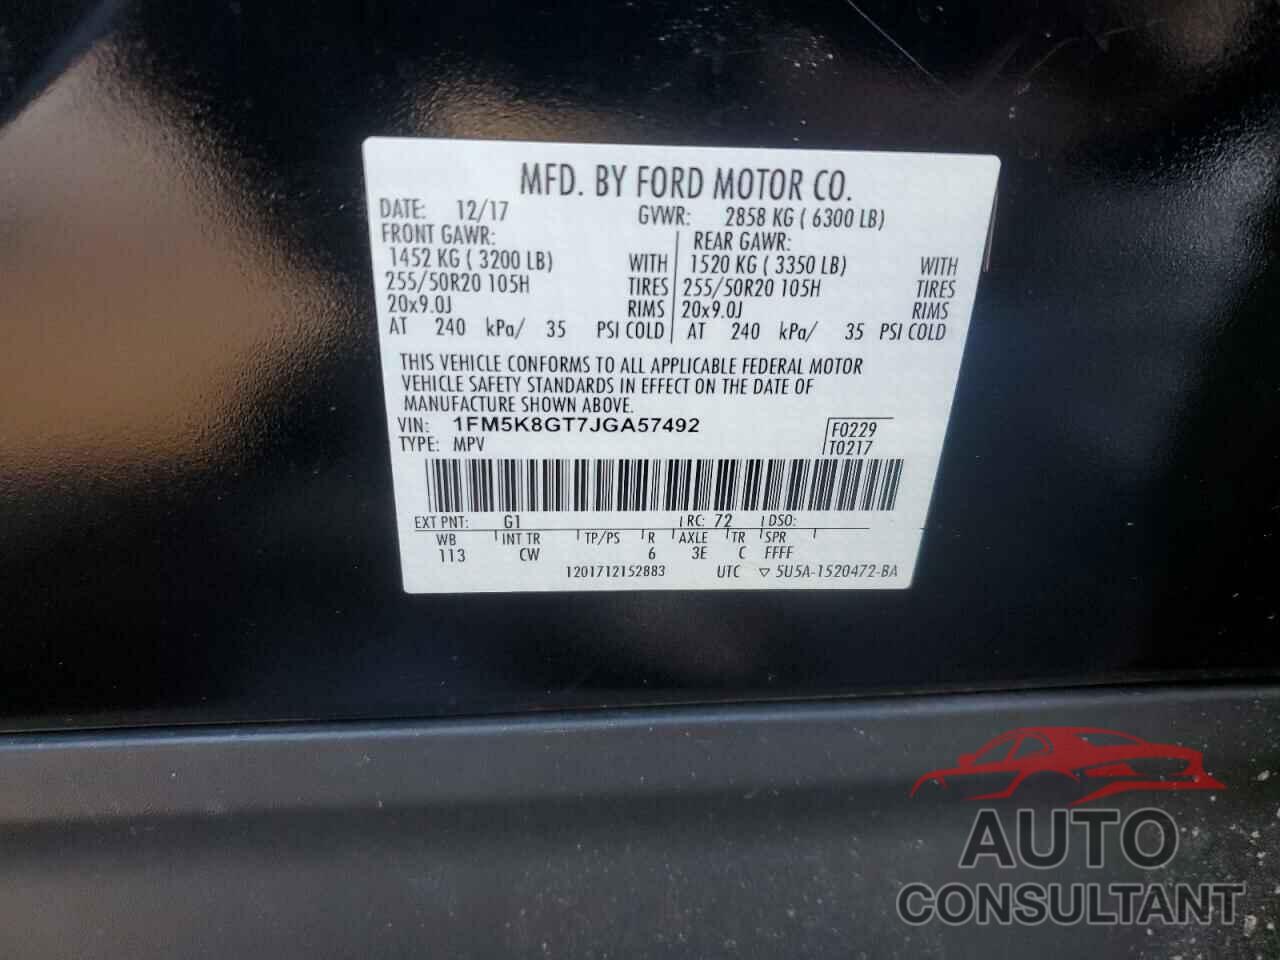 MFD. BY FORD MOTOR CO.
DATE: 12/17 GVWR: 2858 KG ( 6300 LB)
FRONT GAWR: REAR GAWR:
1452 KG ( 3200 LB) WITH 1520 KG ( 3350 LB) WITH
255/50R20 105H TIRES 255/50R20 105H TIRES
20x9.0J RIMS 20x9.0J RIMS
AT 240 kPa/ 35 PSI COLD AT 240 kPa/ 35 PSI COLD
THIS VEHICLE CONFORMS TO ALL APPLICABLE FEDERAL MOTOR
VEHICLE SAFETY STANDARDS IN EFFECT ON THE DATE OF
MANUFACTURE SHOWN ABOVE.
VIN: 1FM5K8GT7JGA57492 F0229
TYPE: MPV T0217
EXT PNT: G1 RC: 72 DSO:
WB INT TR TP/PS R AXLE TR SPR
113 CW 6 3E C FFFF
1201712152883 UTC ▽ 5U5A-1520472-BA
AUTO
CONSULTANT